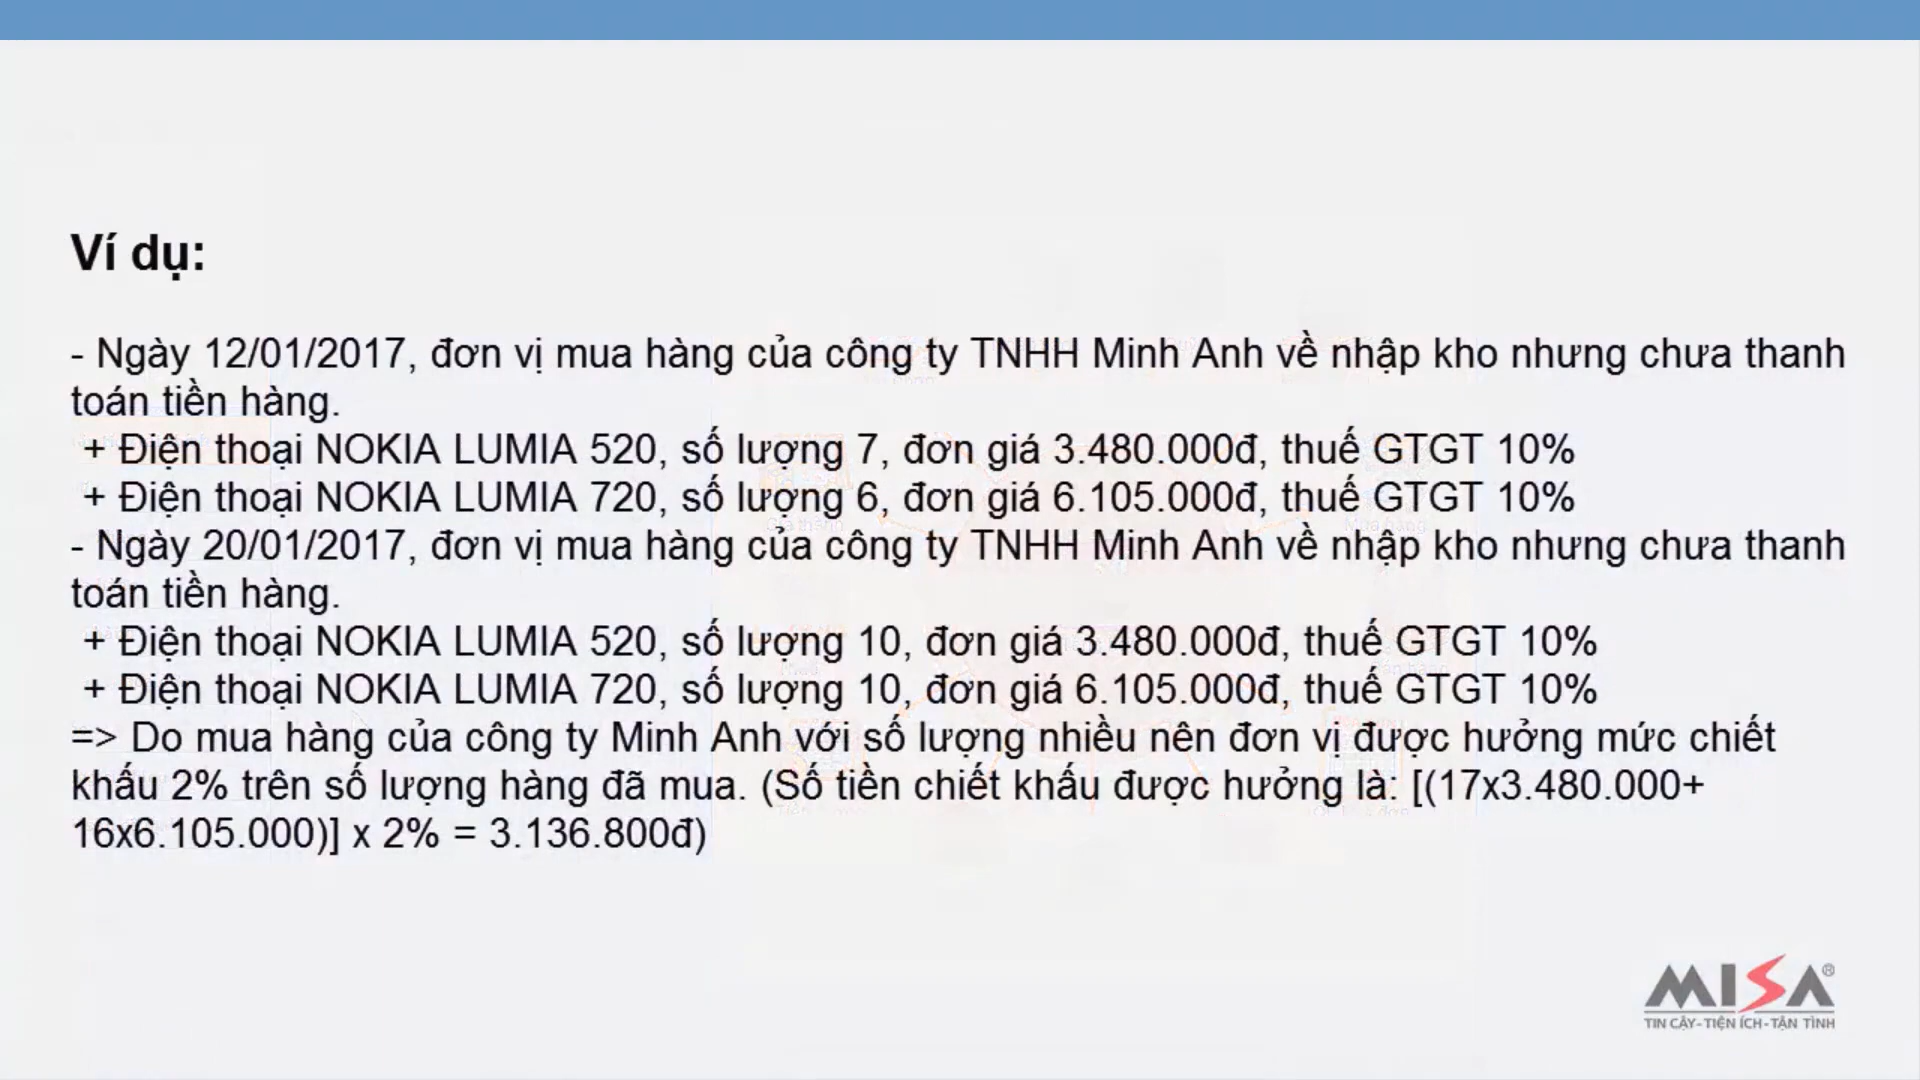 Ví dụ:
- Ngày 12/01/2017, đơn vị mua hàng của công ty TNHH Minh Anh về nhập kho nhưng chưa thanh
toán tiền hàng.
+ Điện thoại NOKIA LUMIA 520, số lượng 7, đơn giá 3.480.000đ, thuế GTGT 10%
+ Điện thoại NOKIA LUMIA 720, số lượng 6, đơn giá 6.105.000đ, thuế GTGT 10%
- Ngày 20/01/2017, đơn vị mua hàng của công ty TNHH Minh Anh về nhập kho nhưng chưa thanh
toán tiền hàng.
+ Điện thoại NOKIA LUMIA 520, số lượng 10, đơn giá 3.480.000đ, thuế GTGT 10%
+ Điện thoại NOKIA LUMIA 720, số lượng 10, đơn giá 6.105.000đ, thuế GTGT 10%
=> Do mua hàng của công ty Minh Anh với số lượng nhiều nên đơn vị được hưởng mức chiết
khấu 2% trên số lượng hàng đã mua. (Số tiền chiết khấu được hưởng là: [(17x3.480.000+
16x6.105.000)] x 2% = 3.136.800đ)
MISA®
TIN CẬY-TIỆN ÍCH-TẬN TÌNH